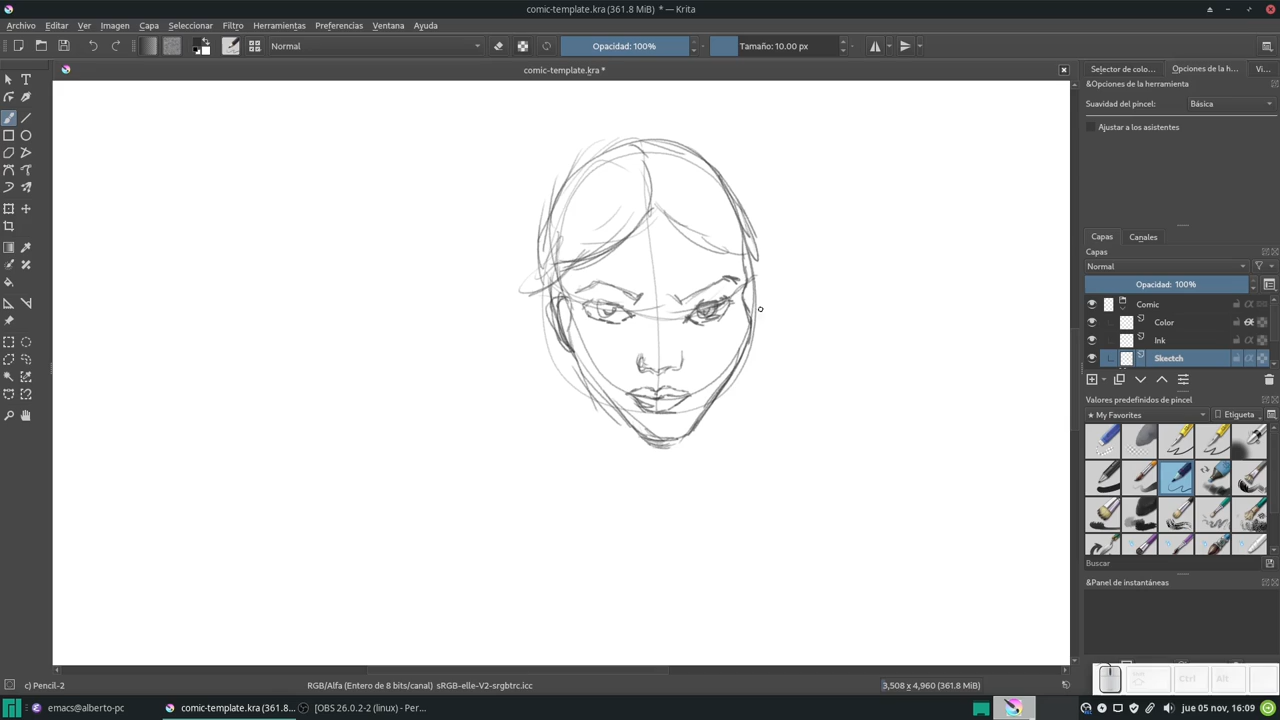 comic-template.kra (361.8 MiB) * — Krita
Archivo Editar Ver Imagen Capa Seleccionar Filtro Herramientas Preferencias Ventana Ayuda
Normal Opacidad: 100% Tamaño: 10.00 px
comic-template.kra *
Selector de colo... Opciones de la h... Vi...
&Opciones de la herramienta
Suavidad del pincel: Básica
Ajustar a los asistentes
Capas Canales
Capas
Normal
Opacidad: 100%
Comic
Color
Ink
Skectch
Valores predefinidos de pincel
My Favorites Etiqueta
Buscar
&Panel de instantáneas
c) Pencil-2 RGB/Alfa (Entero de 8 bits/canal) sRGB-elle-V2-srgbtrc.icc 3,508 x 4,960 (361.8 MiB)
Ctrl Alt
emacs@alberto-pc comic-template.kra (361.8... [OBS 26.0.2-2 (linux) - Per... jue 05 nov, 16:09